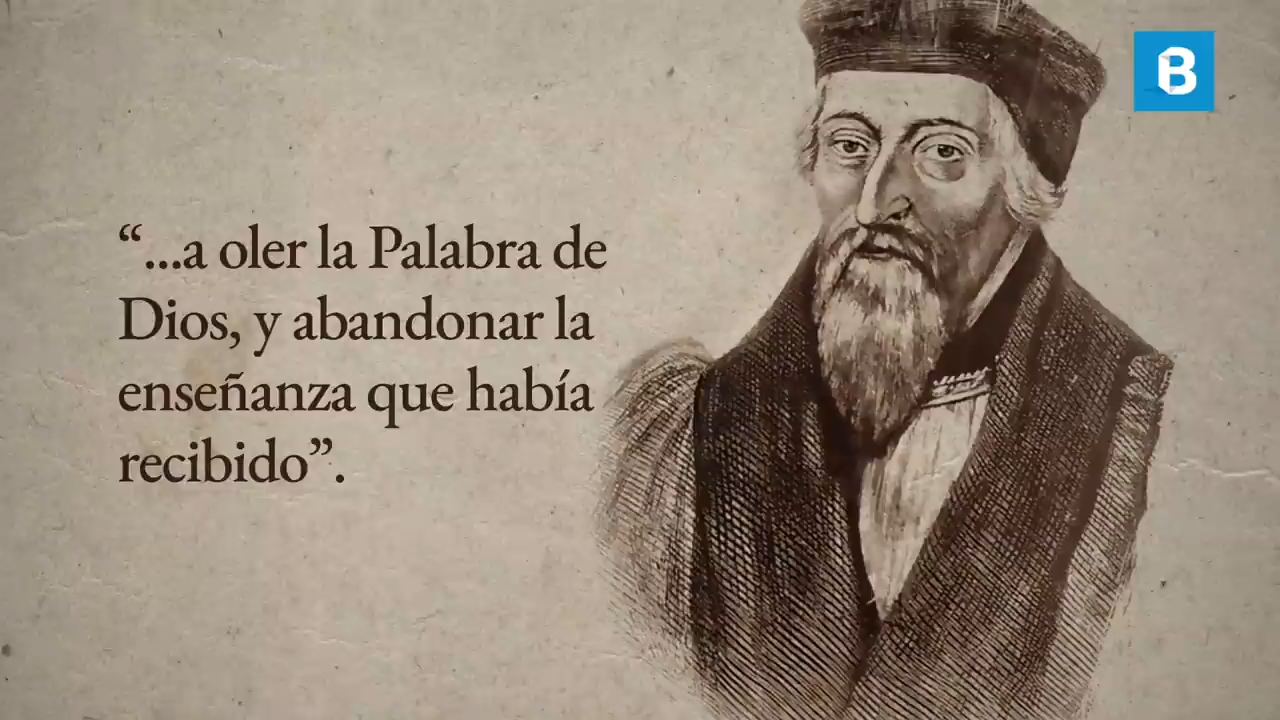 “...a oler la Palabra de
Dios, y abandonar la
enseñanza que había
recibido”.
B